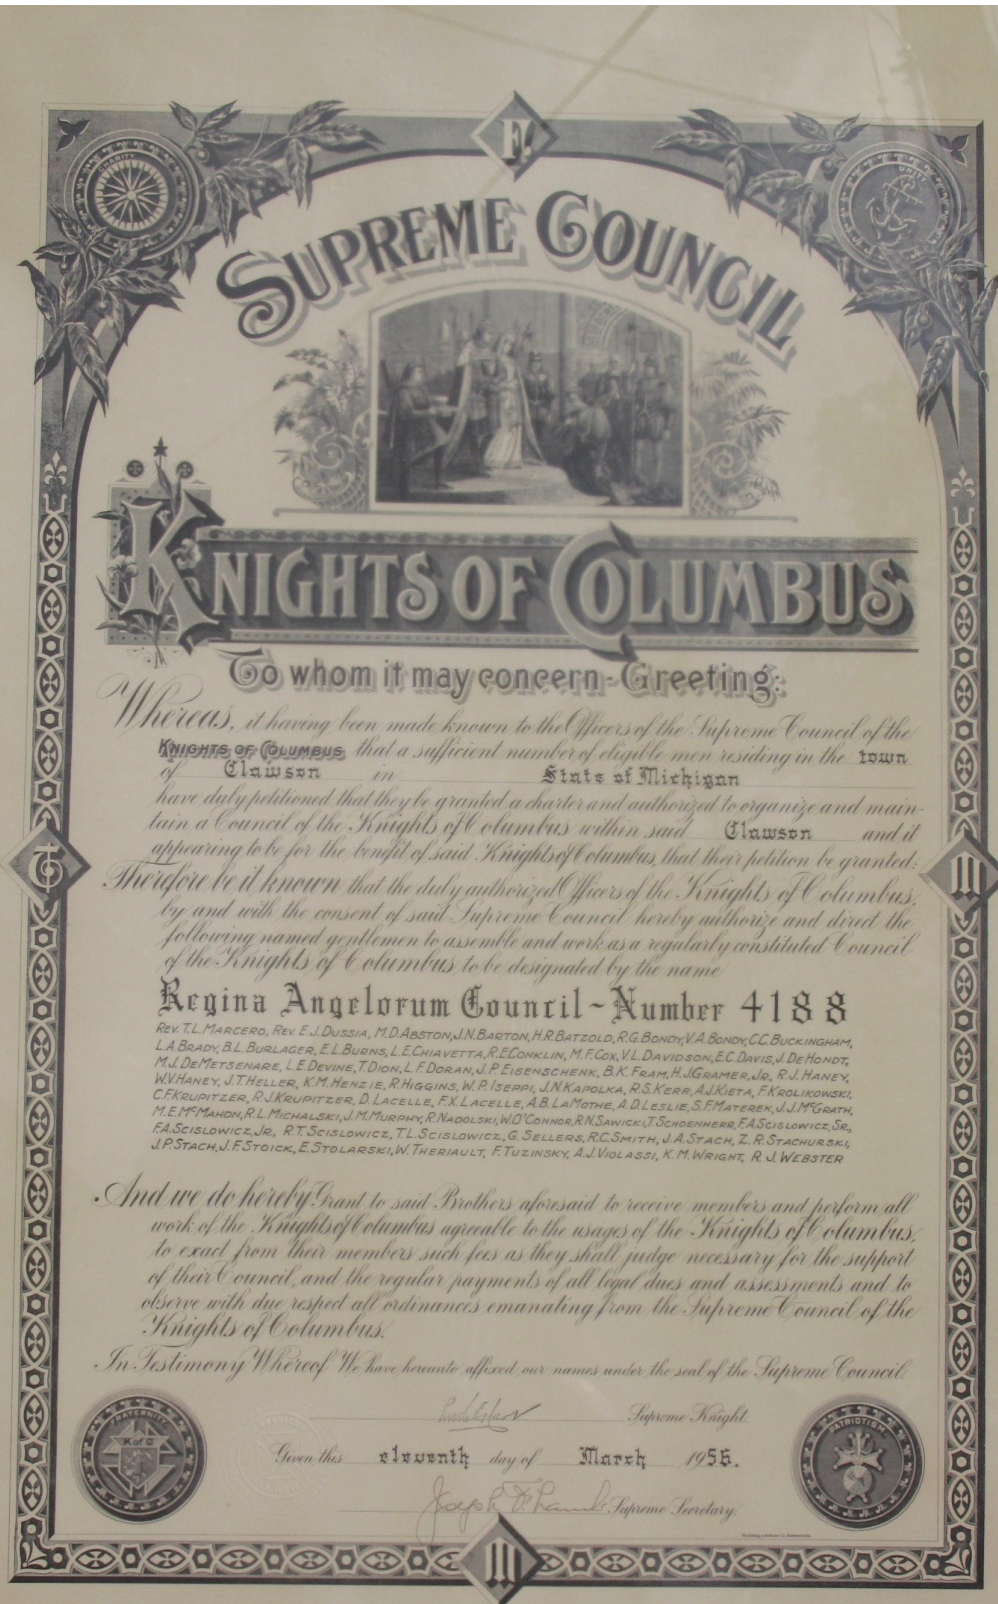 F.
CHARITY
UNITY
SUPREME COUNCIL
KNIGHTS OF COLUMBUS
To whom it may concern - Greeting:
Whereas, it having been made known to the Officers of the Supreme Council of the
KNIGHTS OF COLUMBUS that a sufficient number of eligible men residing in the town
of Clawson in State of Michigan
have duly petitioned that they be granted a charter and authorized to organize and main-
tain a Council of the Knights of Columbus within said Clawson and it
appearing to be for the benefit of said Knights of Columbus, that their petition be granted:
Therefore be it known that the duly authorized Officers of the Knights of Columbus,
by and with the consent of said Supreme Council hereby authorize and direct the
following named gentlemen to assemble and work as a regularly constituted Council
of the Knights of Columbus to be designated by the name
Regina Angelorum Council - Number 4188
REV. T.L. MARCERO, REV. E.J. DUSSIA, M.D. ABSTON, J.N. BARTON, H.R. BATZOLD, R.G. BONDY, V.A. BONDY, C.C. BUCKINGHAM,
L.A. BRADY, B.L. BURLAGER, E.L. BURNS, L.E. CHIAVETTA, R.E. CONKLIN, M.F. COX, V.L. DAVIDSON, E.C. DAVIS, J. DEHONDT,
M.J. DEMETSENARE, L.E. DEVINE, T. DION, L.F. DORAN, J.P. EISENSCHENK, B.K. FRAM, H.J. GRAMER, JR., R.J. HANEY,
W.V. HANEY, J.T. HELLER, K.M. HENZIE, R. HIGGINS, W.P. ISEPPI, J.N. KAPOLKA, R.S. KERR, A.J. KIETA, F. KROLIKOWSKI,
C.F. KRUPITZER, R.J. KRUPITZER, D. LACELLE, F.X. LACELLE, A.B. LAMOTHE, A.D. LESLIE, S.F. MATEREK, J.J. McGRATH,
M.E. McMAHON, R.L. MICHALSKI, J.M. MURPHY, R. NADOLSKI, W. O'CONNOR, R.N. SAWICKI, T. SCHOENHERR, F.A. SCISLOWICZ, SR.,
F.A. SCISLOWICZ, JR., R.T. SCISLOWICZ, T.L. SCISLOWICZ, G. SELLERS, R.C. SMITH, J.A. STACH, Z.R. STACHURSKI,
J.P. STACH, J.F. STOICK, E. STOLARSKI, W. THERIAULT, F. TUZINSKY, A.J. VIOLASSI, K.M. WRIGHT, R.J. WEBSTER
And we do hereby Grant to said Brothers aforesaid to receive members and perform all
work of the Knights of Columbus agreable to the usages of the Knights of Columbus,
to exact from their members such fees as they shall judge necessary for the support
of their Council, and the regular payments of all legal dues and assessments and to
observe with due respect all ordinances emanating from the Supreme Council of the
Knights of Columbus.
In Testimony Whereof We have hereunto affixed our names under the seal of the Supreme Council.
Supreme Knight
FRATERNITY
K of C
PATRIOTISM
Given this eleventh day of March 1956.
Joseph F. Lamb Supreme Secretary.